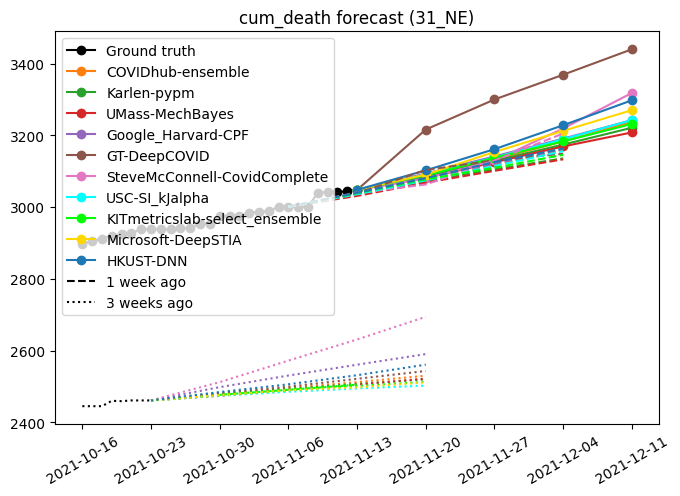 cum_death forecast (31_NE)
3400
3200
3000
2800
2600
2400
Ground truth
COVIDhub-ensemble
Karlen-pypm
UMass-MechBayes
Google_Harvard-CPF
GT-DeepCOVID
SteveMcConnell-CovidComplete
USC-SI_kJalpha
KITmetricslab-select_ensemble
Microsoft-DeepSTIA
HKUST-DNN
1 week ago
3 weeks ago
2021-10-16
2021-10-23
2021-10-30
2021-11-06
2021-11-13
2021-11-20
2021-11-27
2021-12-04
2021-12-11